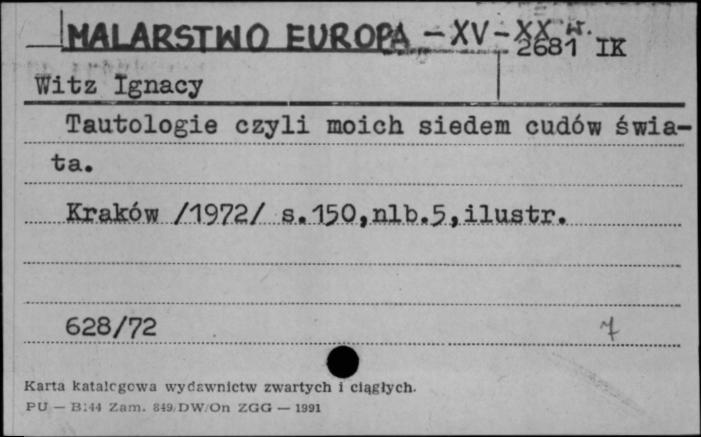 MALARSTWO EUROPA – XV–XX w.
2681 IK
Witz Ignacy
Tautologie czyli moich siedem cudów świa-
ta.
Kraków /1972/ s.150,nlb.5,ilustr.
628/72 7
Karta katalogowa wydawnictw zwartych i ciągłych.
PU — B:44 Zam. 849/DW/On ZGG — 1991